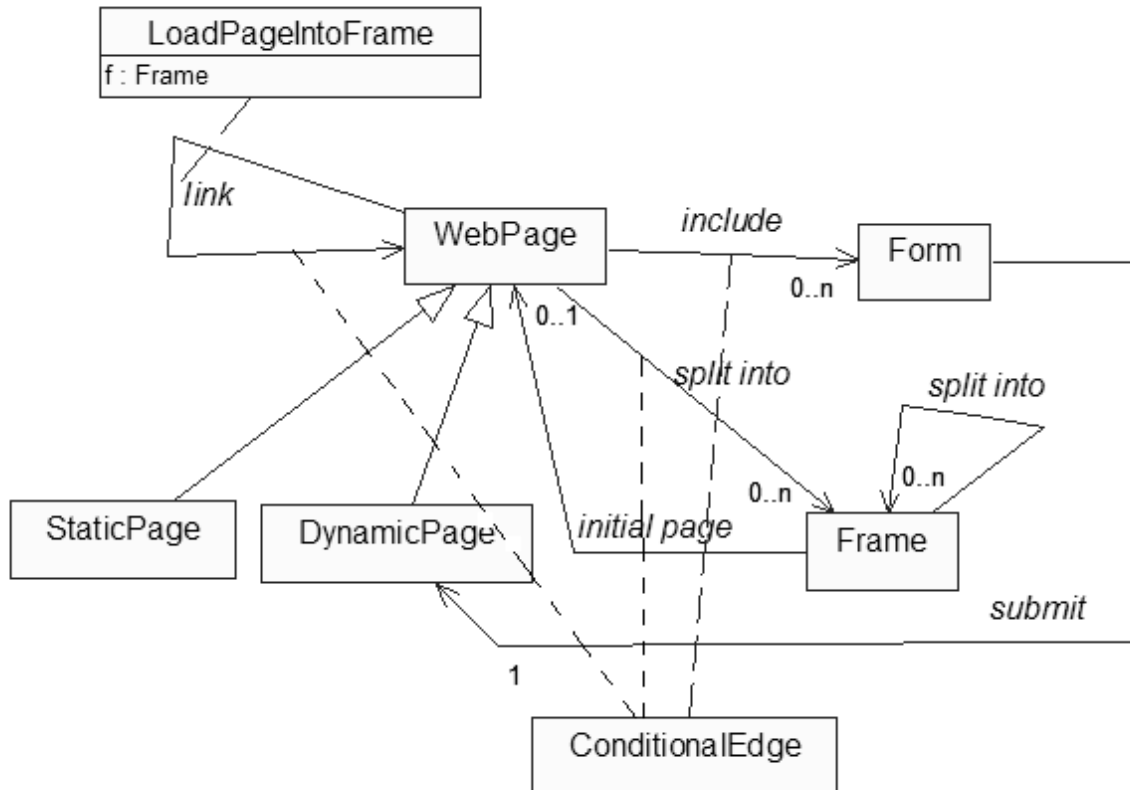 LoadPageIntoFrame
f : Frame
link
WebPage
include
Form
0..n
0..1
split into
split into
0..n
0..n
StaticPage
DynamicPage
initial page
Frame
submit
1
ConditionalEdge